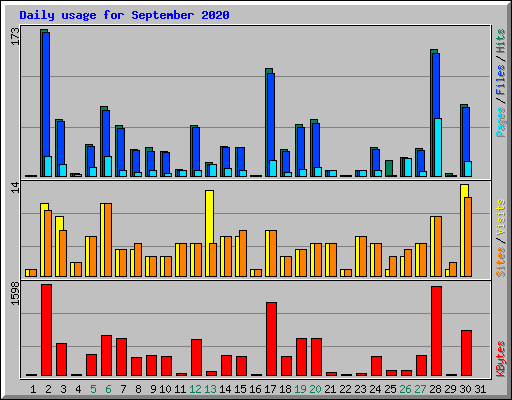 Daily usage for September 2020
173
14
1598
Pages / Files / Hits
Sites / Visits
KBytes
1 2 3 4 5 6 7 8 9 10 11 12 13 14 15 16 17 18 19 20 21 22 23 24 25 26 27 28 29 30 31